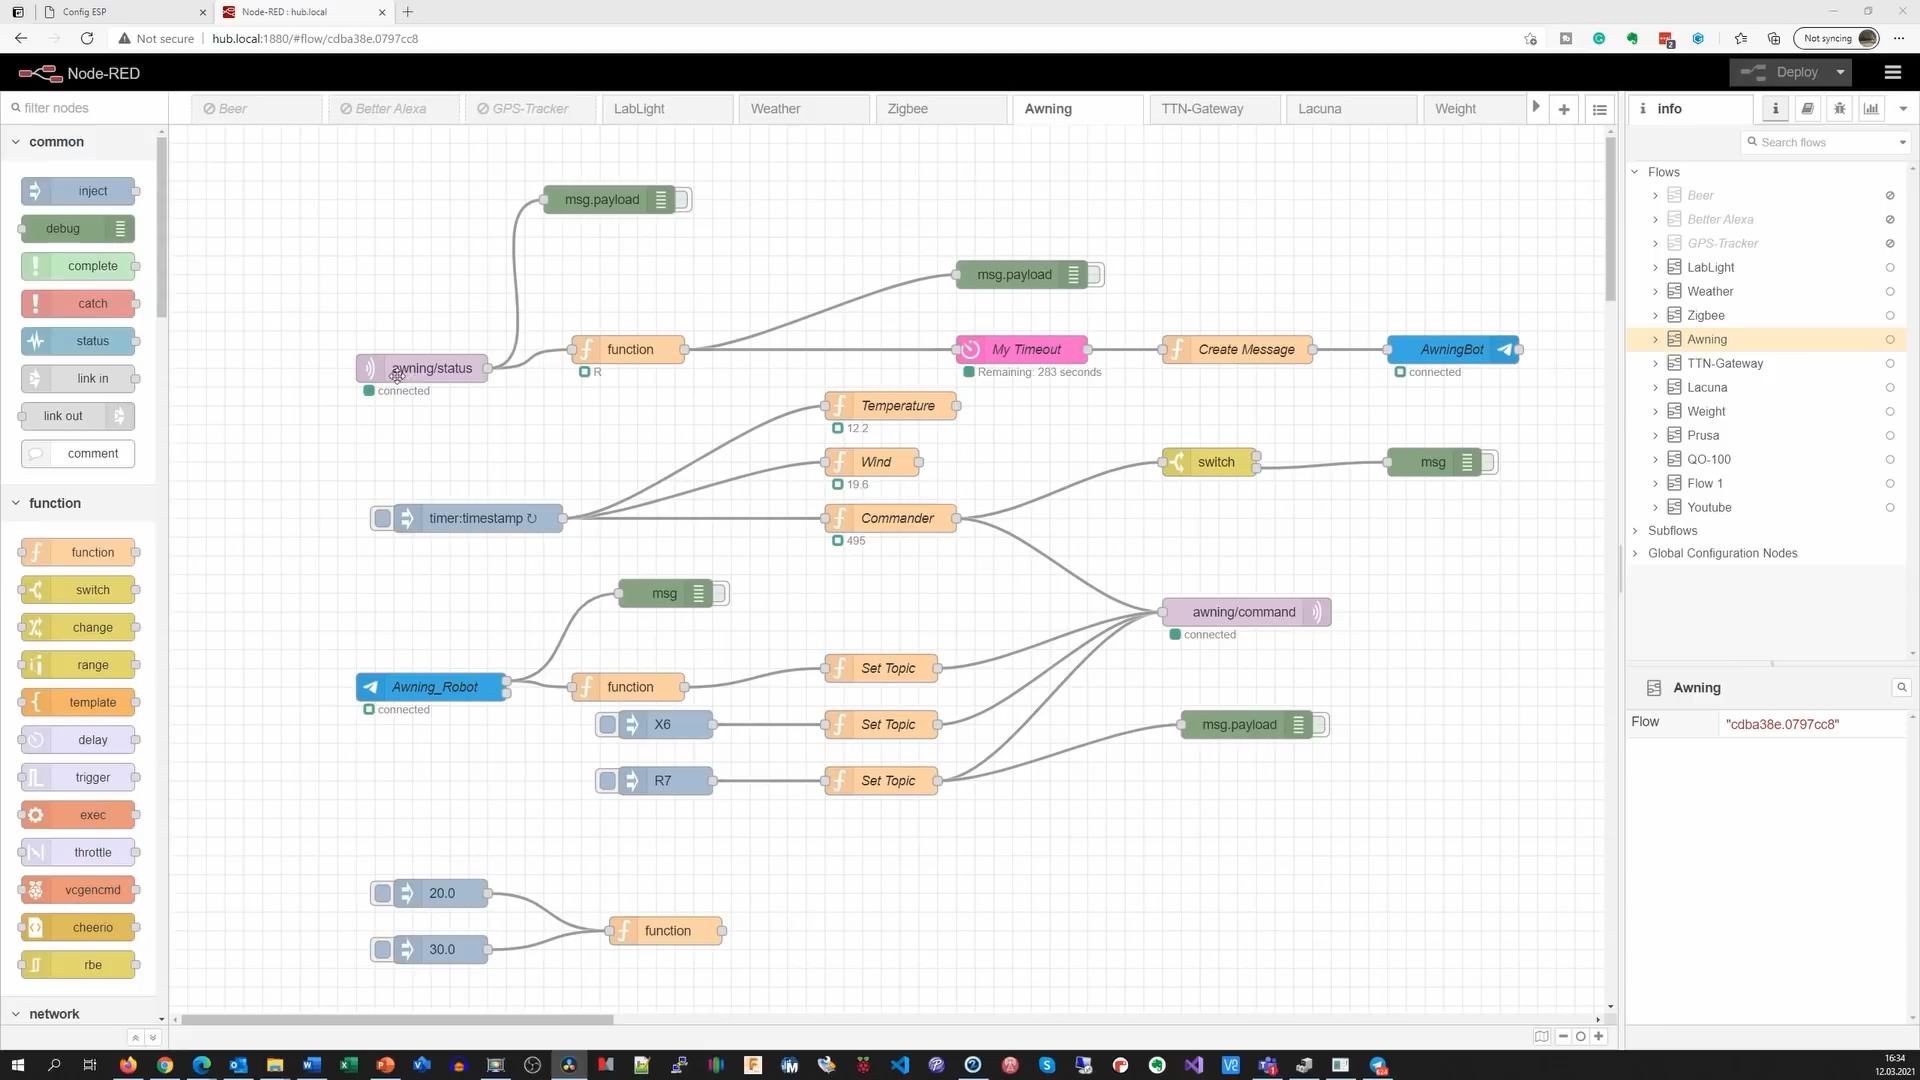 Config ESP
Node-RED : hub.local
Not secure
hub.local:1880/#flow/cdba38e.0797cc8
Not syncing
Node-RED
Deploy
filter nodes
Beer
Better Alexa
GPS-Tracker
LabLight
Weather
Zigbee
Awning
TTN-Gateway
Lacuna
Weight
info
common
inject
debug
complete
catch
status
link in
link out
comment
function
function
switch
change
range
template
delay
trigger
exec
throttle
vcgencmd
cheerio
rbe
network
msg.payload
msg.payload
awning/status
connected
function
R
My Timeout
Remaining: 283 seconds
Create Message
AwningBot
connected
Temperature
12.2
Wind
19.6
switch
msg
timer:timestamp ↻
Commander
495
msg
awning/command
connected
Awning_Robot
connected
function
Set Topic
X6
Set Topic
msg.payload
R7
Set Topic
20.0
30.0
function
Search flows
Flows
Beer
Better Alexa
GPS-Tracker
LabLight
Weather
Zigbee
Awning
TTN-Gateway
Lacuna
Weight
Prusa
QO-100
Flow 1
Youtube
Subflows
Global Configuration Nodes
Awning
Flow
"cdba38e.0797cc8"
16:34
12.03.2021